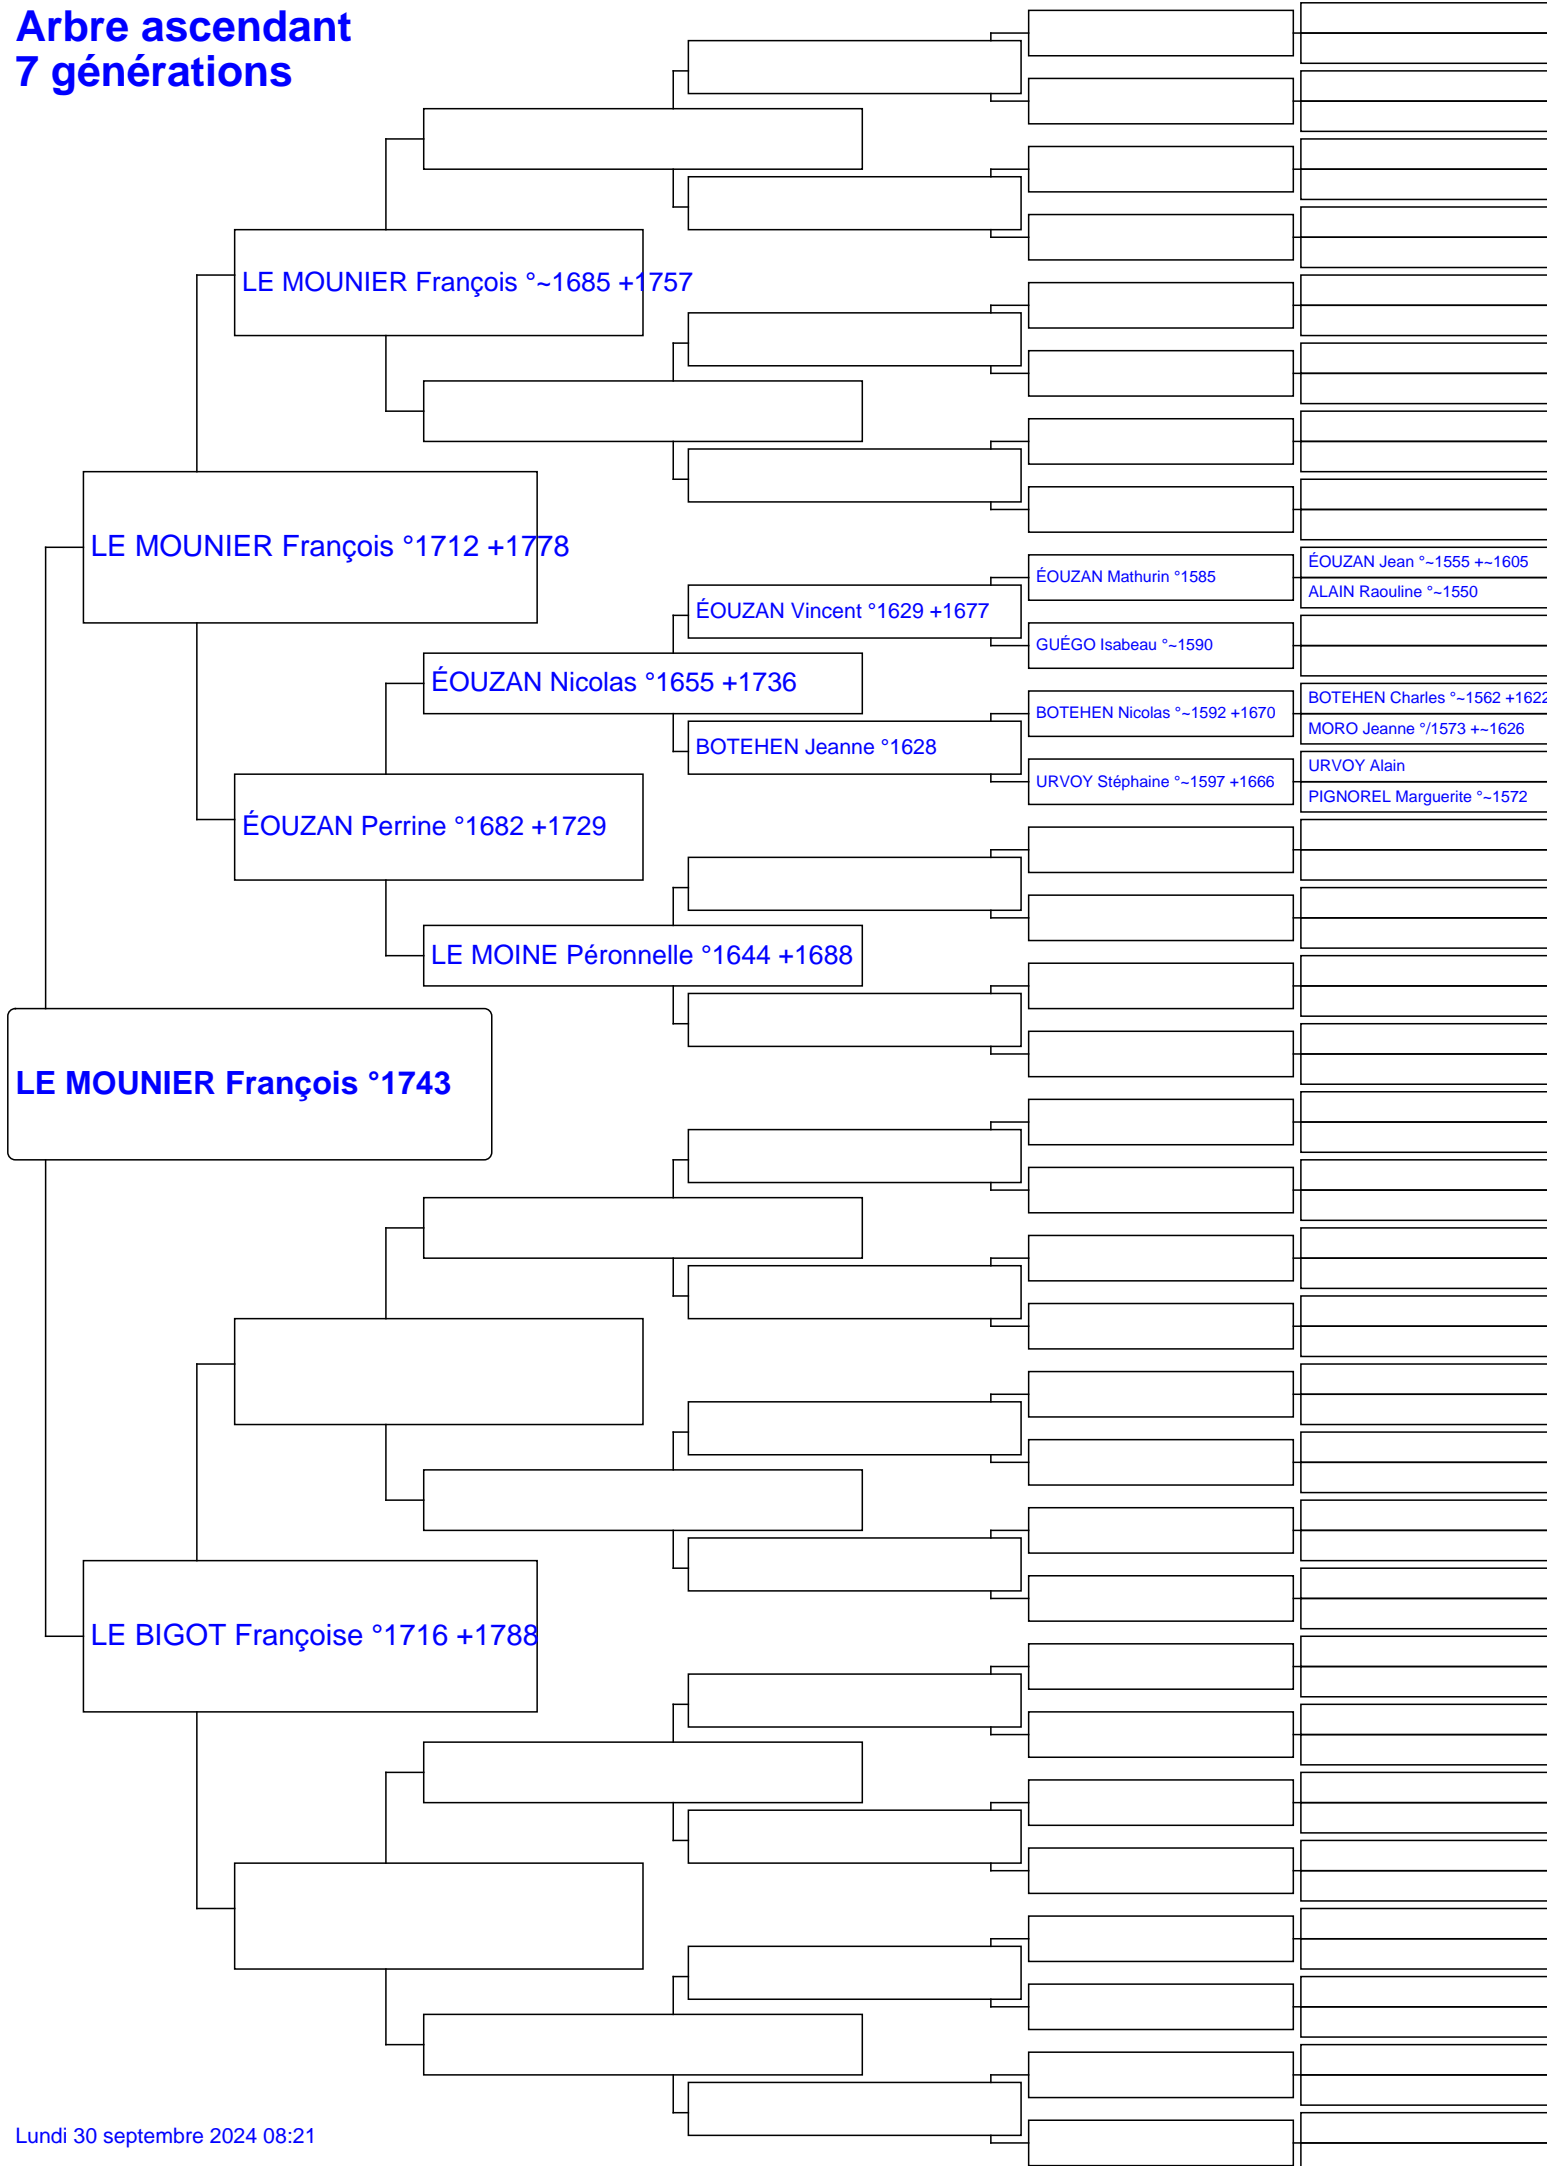 Arbre ascendant
7 générations
LE MOUNIER François °~1685 +1757
LE MOUNIER François °1712 +1778
ÉOUZAN Jean °~1555 +~1605
ÉOUZAN Mathurin °1585
ALAIN Raouline °~1550
ÉOUZAN Vincent °1629 +1677
GUÉGO Isabeau °~1590
ÉOUZAN Nicolas °1655 +1736
BOTEHEN Charles °~1562 +1622
BOTEHEN Nicolas °~1592 +1670
MORO Jeanne °/1573 +~1626
BOTEHEN Jeanne °1628
URVOY Alain
URVOY Stéphaine °~1597 +1666
PIGNOREL Marguerite °~1572
ÉOUZAN Perrine °1682 +1729
LE MOINE Péronnelle °1644 +1688
LE MOUNIER François °1743
LE BIGOT Françoise °1716 +1788
Lundi 30 septembre 2024 08:21